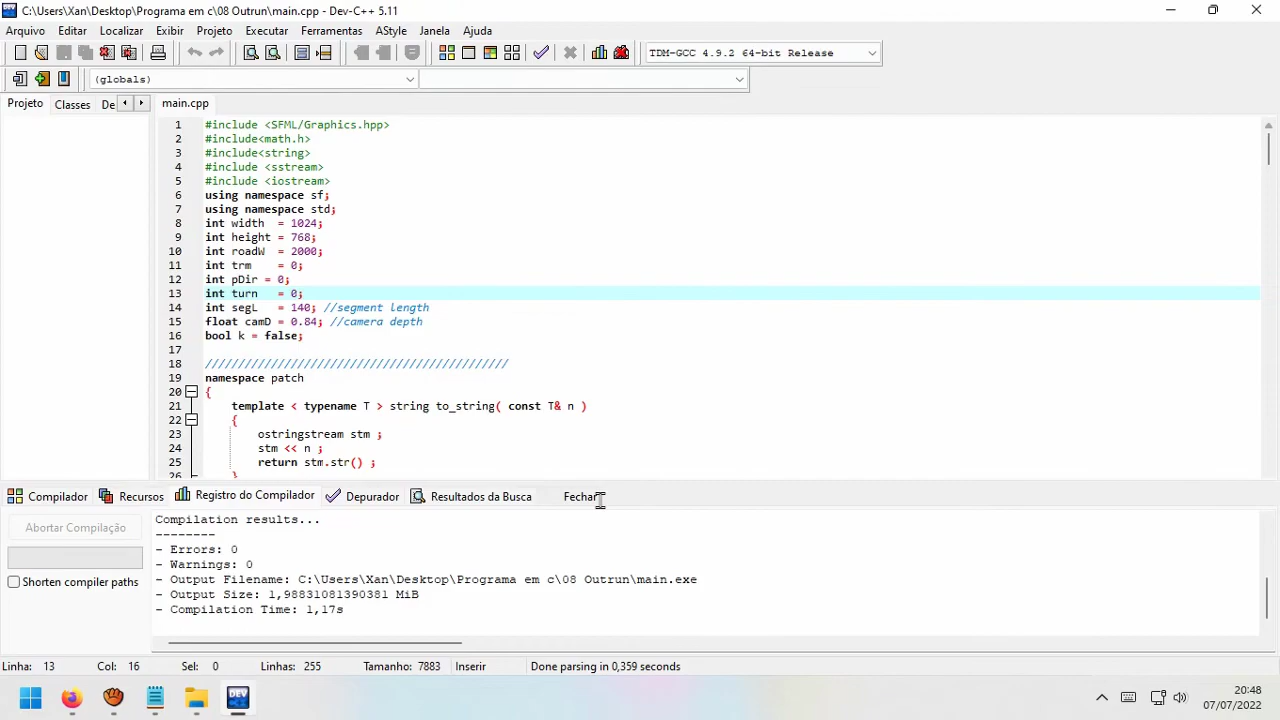 C:\Users\Xan\Desktop\Programa em c\08 Outrun\main.cpp - Dev-C++ 5.11
Arquivo Editar Localizar Exibir Projeto Executar Ferramentas AStyle Janela Ajuda
TDM-GCC 4.9.2 64-bit Release
(globals)
Projeto Classes De main.cpp
1 #include <SFML/Graphics.hpp>
2 #include<math.h>
3 #include<string>
4 #include <sstream>
5 #include <iostream>
6 using namespace sf;
7 using namespace std;
8 int width = 1024;
9 int height = 768;
10 int roadW = 2000;
11 int trm = 0;
12 int pDir = 0;
13 int turn = 0;
14 int segL = 140; //segment length
15 float camD = 0.84; //camera depth
16 bool k = false;
17
18 //////////////////////////////////////////////
19 namespace patch
20 {
21 template < typename T > string to_string( const T& n )
22 {
23 ostringstream stm ;
24 stm << n ;
25 return stm.str() ;
26 }
Compilador Recursos Registro do Compilador Depurador Resultados da Busca Fechar
Abortar Compilação
Shorten compiler paths
Compilation results...
--------
- Errors: 0
- Warnings: 0
- Output Filename: C:\Users\Xan\Desktop\Programa em c\08 Outrun\main.exe
- Output Size: 1,98831081390381 MiB
- Compilation Time: 1,17s
Linha: 13 Col: 16 Sel: 0 Linhas: 255 Tamanho: 7883 Inserir Done parsing in 0,359 seconds
DEV
20:48
07/07/2022